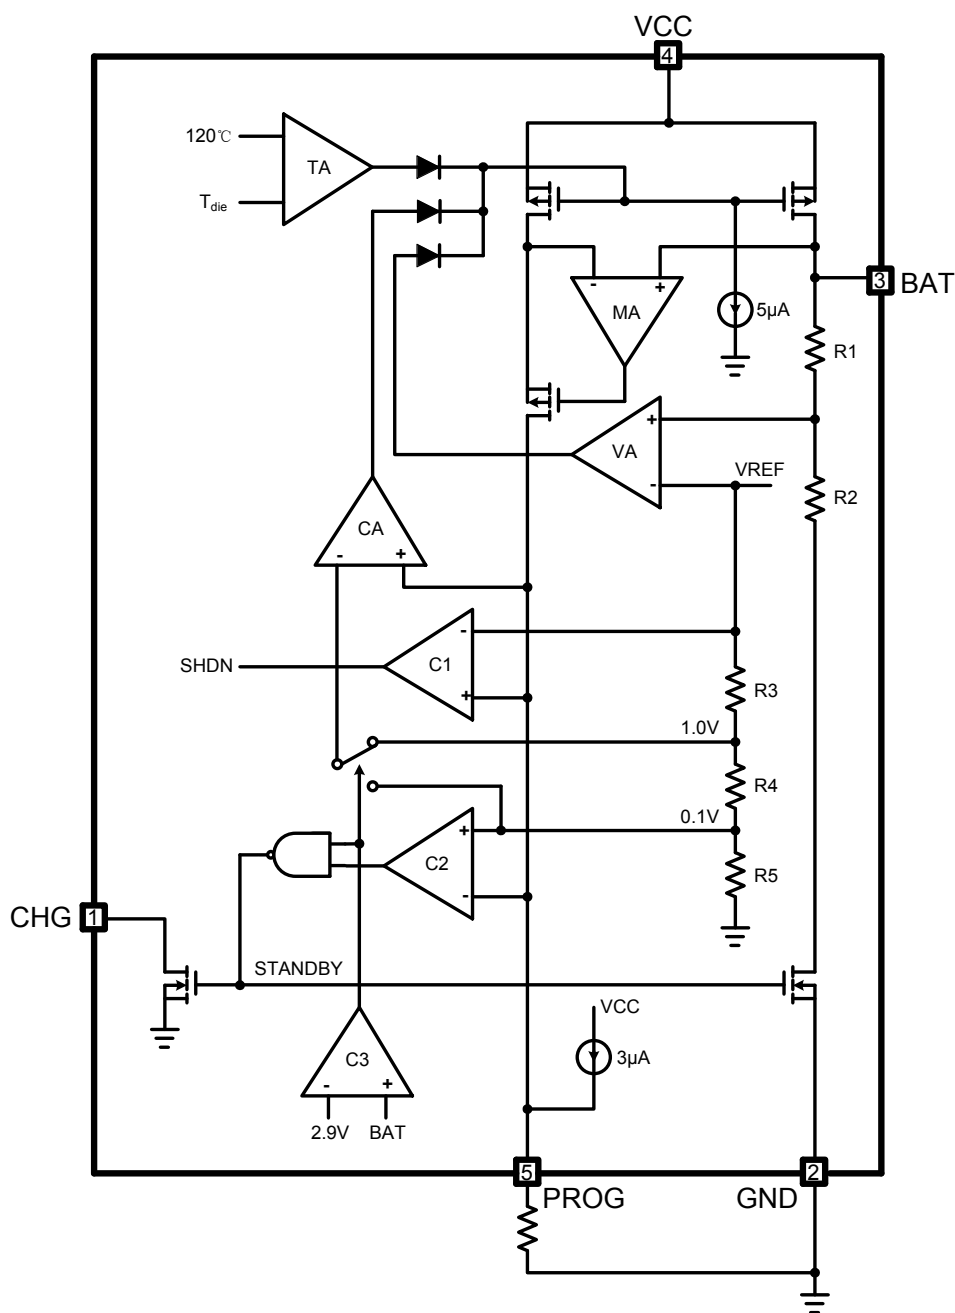 VCC
4
120℃
TA
T_die
3 BAT
- +
MA
5µA
R1
+
VA
VREF
-
R2
CA
- +
-
SHDN
C1
R3
+
1.0V
R4
0.1V
+
C2
R5
-
CHG 1
STANDBY
VCC
C3
3µA
- +
2.9V BAT
5 2
PROG GND